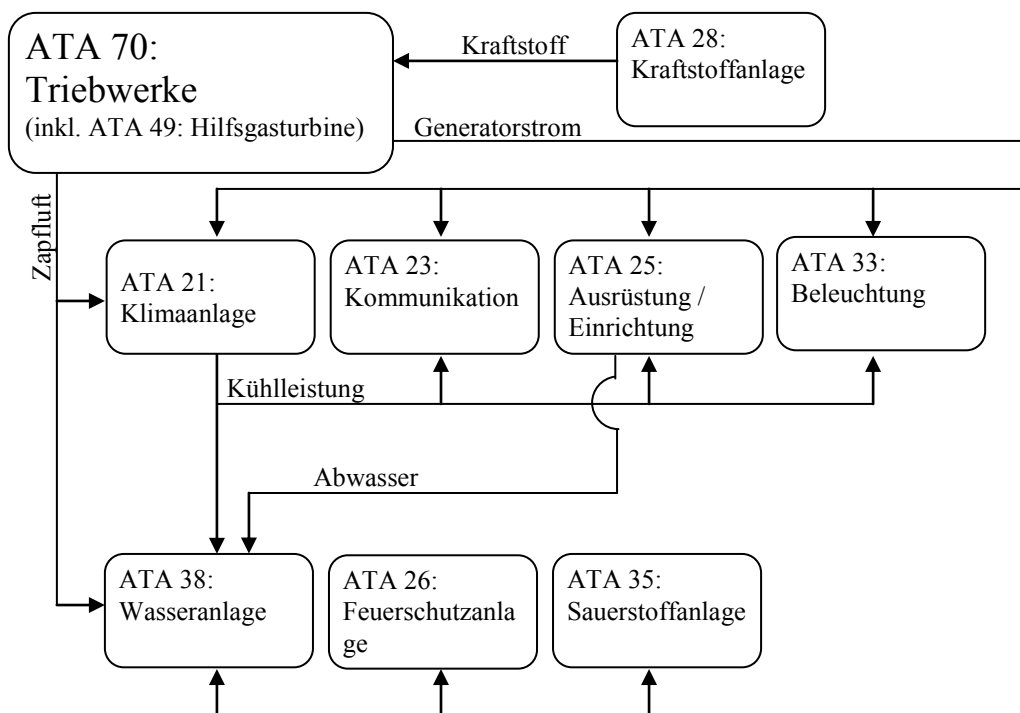 ATA 70:
Triebwerke
(inkl. ATA 49: Hilfsgasturbine)
Kraftstoff
ATA 28:
Kraftstoffanlage
Generatorstrom
Zapfluft
ATA 21:
Klimaanlage
ATA 23:
Kommunikation
ATA 25:
Ausrüstung /
Einrichtung
ATA 33:
Beleuchtung
Kühlleistung
Abwasser
ATA 38:
Wasseranlage
ATA 26:
Feuerschutzanla
ge
ATA 35:
Sauerstoffanlage